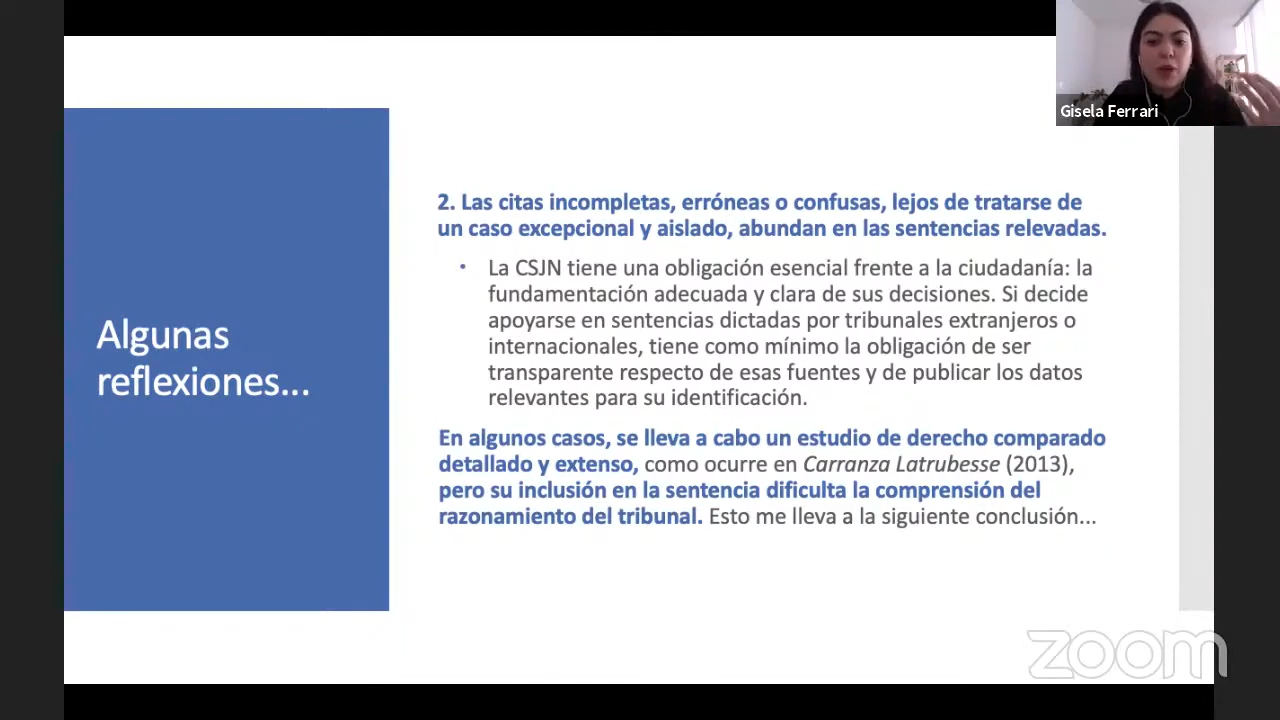 Gisela Ferrari
Algunas
reflexiones...
2. Las citas incompletas, erróneas o confusas, lejos de tratarse de
un caso excepcional y aislado, abundan en las sentencias relevadas.
• La CSJN tiene una obligación esencial frente a la ciudadanía: la
fundamentación adecuada y clara de sus decisiones. Si decide
apoyarse en sentencias dictadas por tribunales extranjeros o
internacionales, tiene como mínimo la obligación de ser
transparente respecto de esas fuentes y de publicar los datos
relevantes para su identificación.
En algunos casos, se lleva a cabo un estudio de derecho comparado
detallado y extenso, como ocurre en Carranza Latrubesse (2013),
pero su inclusión en la sentencia dificulta la comprensión del
razonamiento del tribunal. Esto me lleva a la siguiente conclusión...
zoom